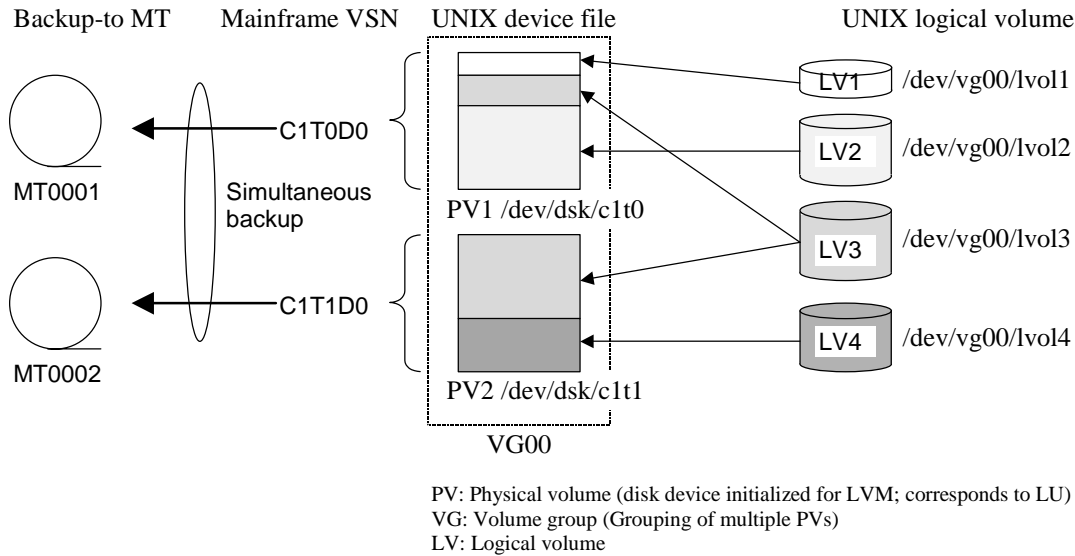 Backup-to MT
Mainframe VSN
UNIX device file
UNIX logical volume
MT0001
C1T0D0
PV1 /dev/dsk/c1t0
LV1
/dev/vg00/lvol1
LV2
/dev/vg00/lvol2
Simultaneous
backup
LV3
/dev/vg00/lvol3
MT0002
C1T1D0
PV2 /dev/dsk/c1t1
LV4
/dev/vg00/lvol4
VG00
PV: Physical volume (disk device initialized for LVM; corresponds to LU)
VG: Volume group (Grouping of multiple PVs)
LV: Logical volume